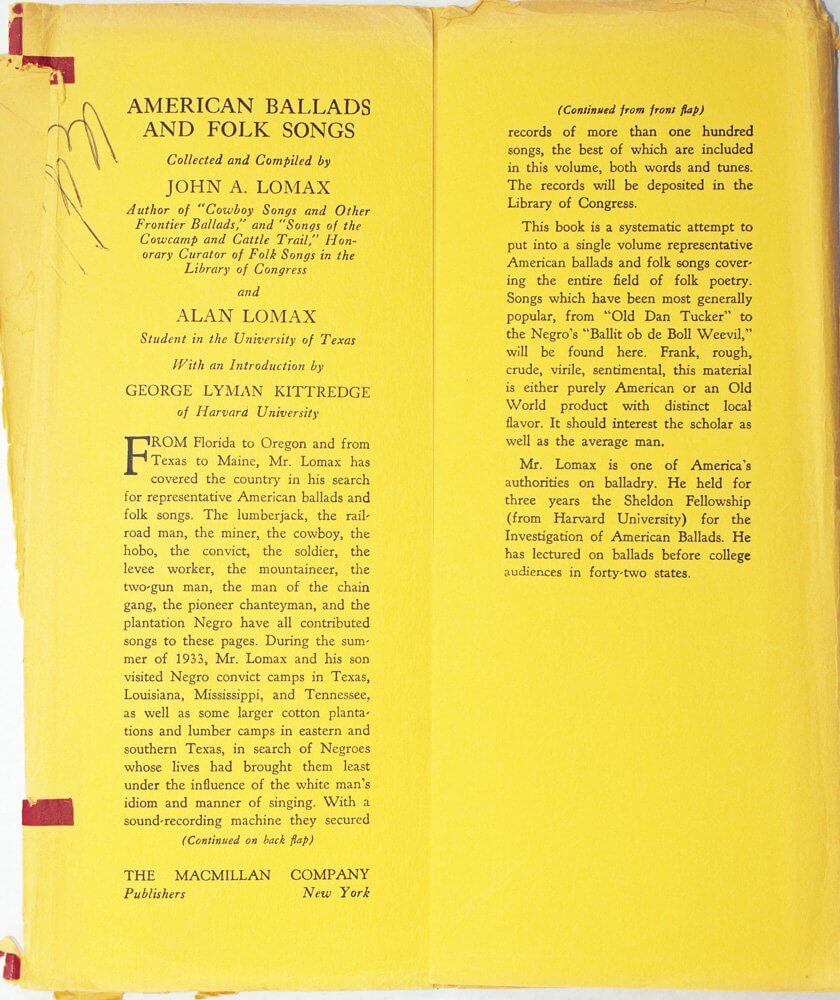 AMERICAN BALLADS
AND FOLK SONGS
Collected and Compiled by
JOHN A. LOMAX
Author of "Cowboy Songs and Other
Frontier Ballads," and "Songs of the
Cowcamp and Cattle Trail," Hon-
orary Curator of Folk Songs in the
Library of Congress
and
ALAN LOMAX
Student in the University of Texas
With an Introduction by
GEORGE LYMAN KITTREDGE
of Harvard University
FROM Florida to Oregon and from
Texas to Maine, Mr. Lomax has
covered the country in his search
for representative American ballads and
folk songs. The lumberjack, the rail-
road man, the miner, the cowboy, the
hobo, the convict, the soldier, the
levee worker, the mountaineer, the
two-gun man, the man of the chain
gang, the pioneer chanteyman, and the
plantation Negro have all contributed
songs to these pages. During the sum-
mer of 1933, Mr. Lomax and his son
visited Negro convict camps in Texas,
Louisiana, Mississippi, and Tennessee,
as well as some larger cotton planta-
tions and lumber camps in eastern and
southern Texas, in search of Negroes
whose lives had brought them least
under the influence of the white man's
idiom and manner of singing. With a
sound-recording machine they secured
(Continued on back flap)
THE MACMILLAN COMPANY
Publishers New York
(Continued from front flap)
records of more than one hundred
songs, the best of which are included
in this volume, both words and tunes.
The records will be deposited in the
Library of Congress.
This book is a systematic attempt to
put into a single volume representative
American ballads and folk songs cover-
ing the entire field of folk poetry.
Songs which have been most generally
popular, from "Old Dan Tucker" to
the Negro's "Ballit ob de Boll Weevil,"
will be found here. Frank, rough,
crude, virile, sentimental, this material
is either purely American or an Old
World product with distinct local
flavor. It should interest the scholar as
well as the average man.
Mr. Lomax is one of America's
authorities on balladry. He held for
three years the Sheldon Fellowship
(from Harvard University) for the
Investigation of American Ballads. He
has lectured on ballads before college
audiences in forty-two states.